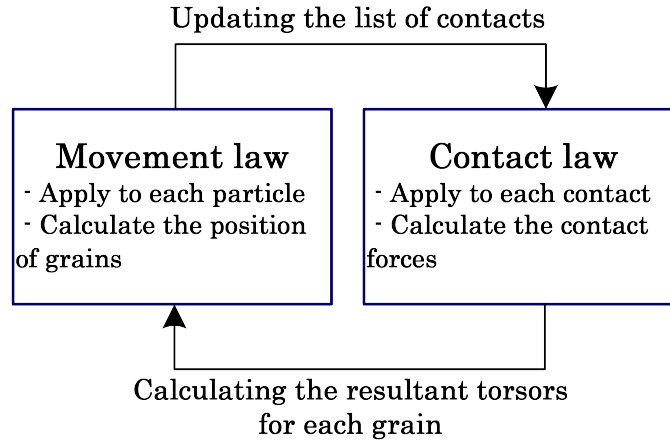 Updating the list of contacts
Movement law
- Apply to each particle
- Calculate the position
of grains
Contact law
- Apply to each contact
- Calculate the contact
forces
Calculating the resultant torsors
for each grain